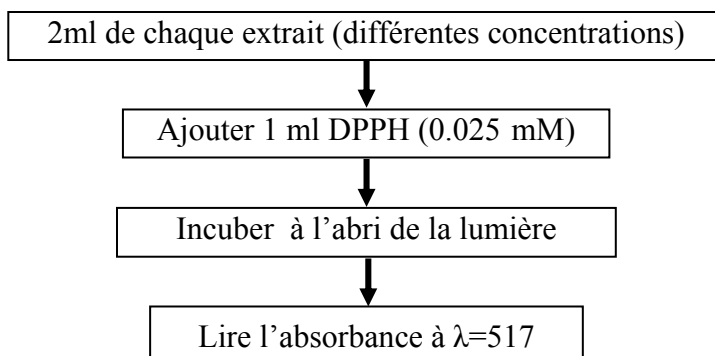 2ml de chaque extrait (différentes concentrations)
Ajouter 1 ml DPPH (0.025 mM)
Incuber à l’abri de la lumière
Lire l’absorbance à λ=517